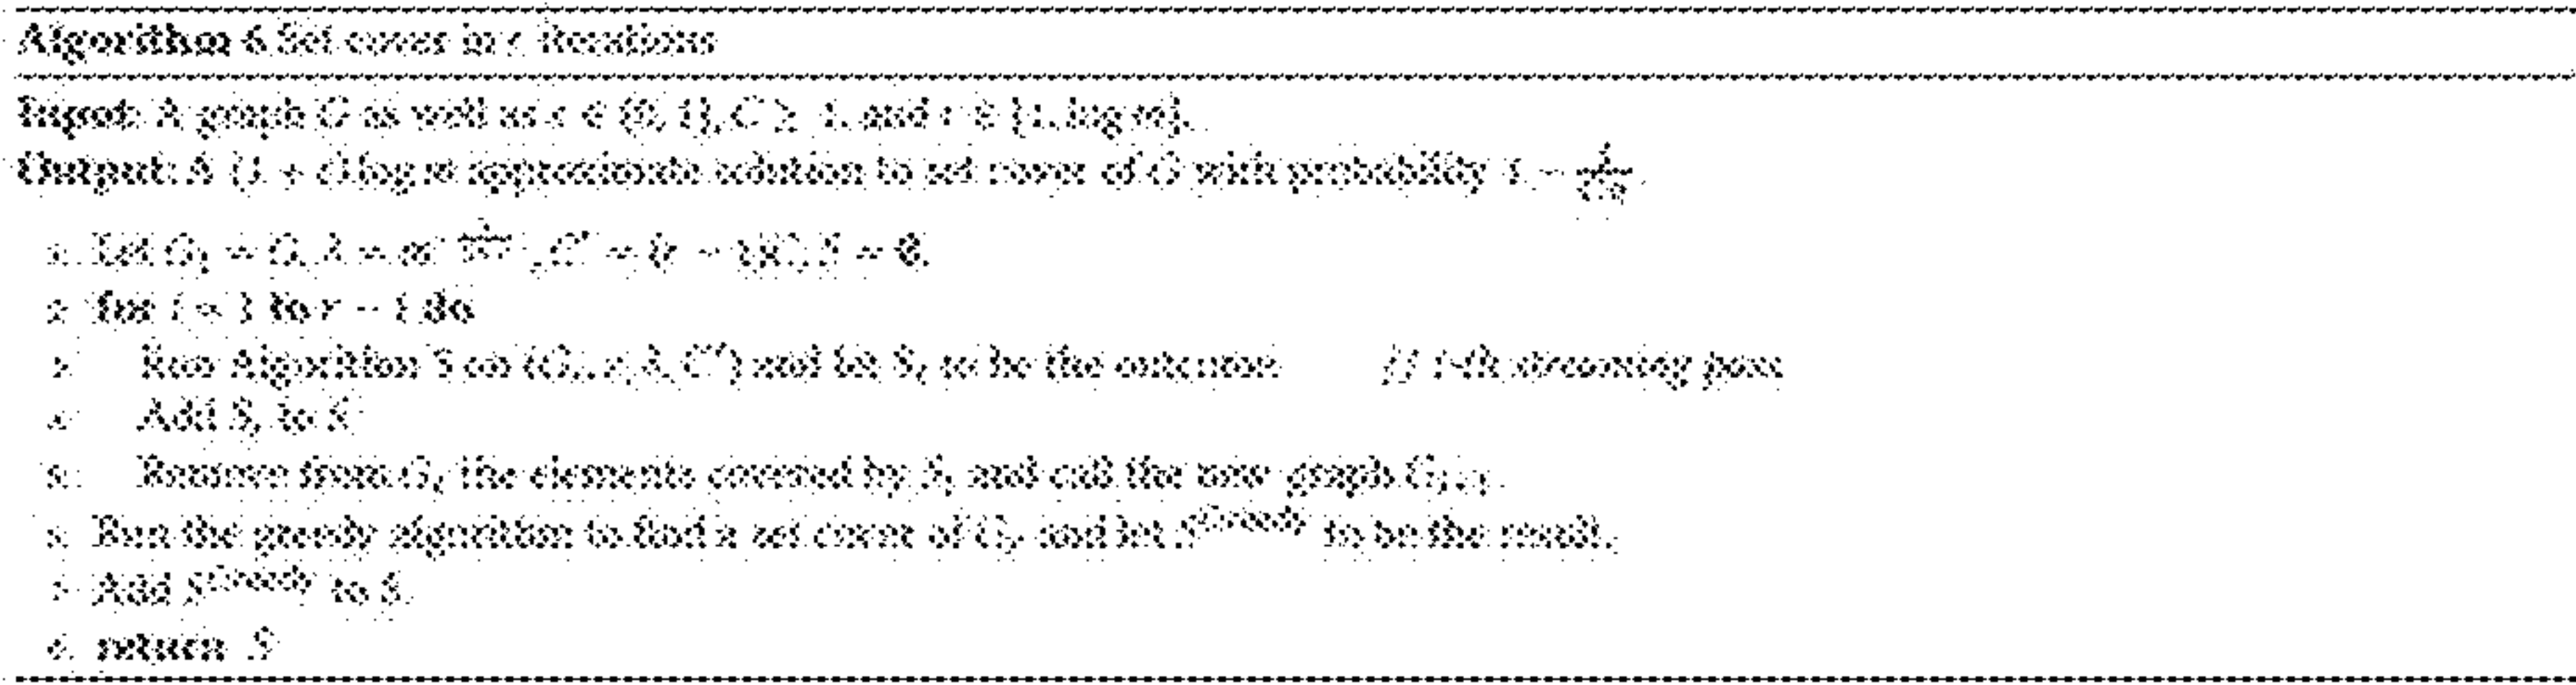 Algorithm 6 Set cover in r iterations
Input: A graph G as well as ε ∈ (0, 1], C ≥ 1, and r ∈ [1, log m].
Output: A (1 + ε) log m approximate solution to set cover of G with probability 1 -
1: Let G₁ = G, λ = m , C' = (r - 1)C, S = ∅.
2: for i = 1 to r - 1 do
3: Run Algorithm 5 on (Gᵢ, ε, λ, C') and let Sᵢ to be the outcome // i-th streaming pass
4: Add Sᵢ to S
5: Remove from Gᵢ the elements covered by Sᵢ and call the new graph Gᵢ₊₁.
6: Run the greedy algorithm to find a set cover of Gᵣ and let S^Greedy to be the result.
7: Add S^Greedy to S.
8: return S